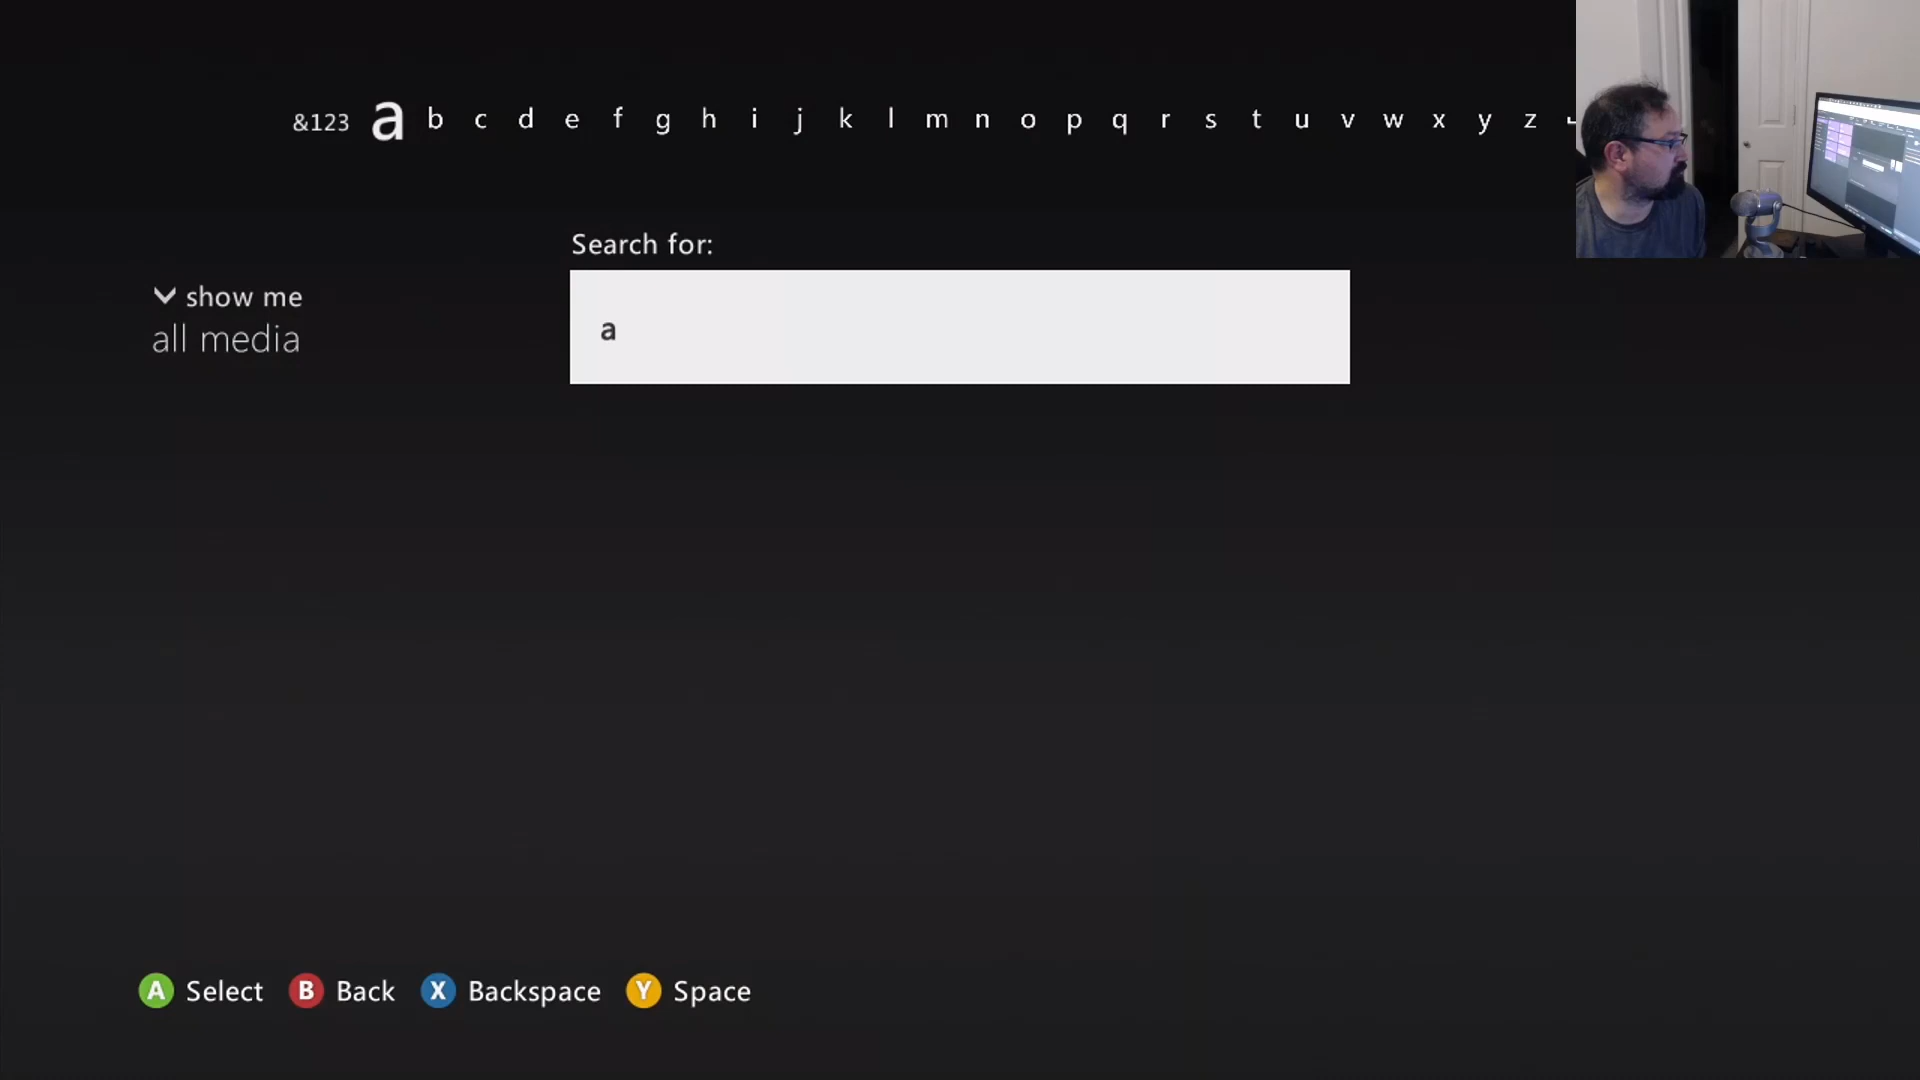 &123 a b c d e f g h i j k l m n o p q r s t u v w x y z
Search for:
show me
all media
a
A Select B Back X Backspace Y Space